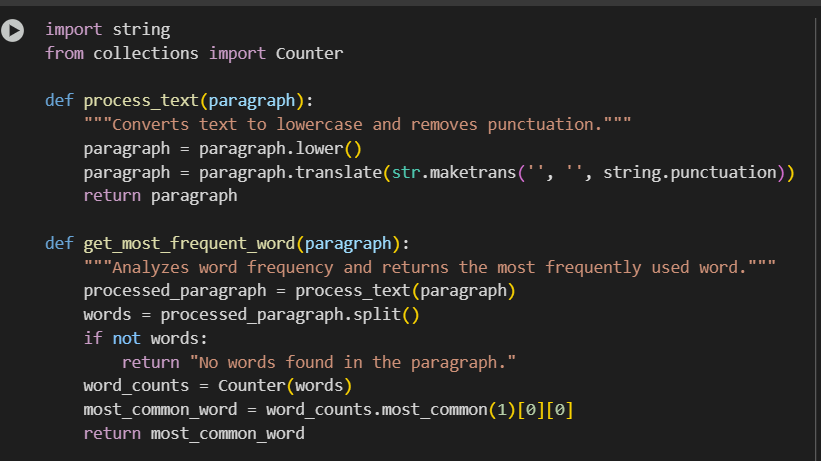 import string
from collections import Counter

def process_text(paragraph):
    """Converts text to lowercase and removes punctuation."""
    paragraph = paragraph.lower()
    paragraph = paragraph.translate(str.maketrans('', '', string.punctuation))
    return paragraph

def get_most_frequent_word(paragraph):
    """Analyzes word frequency and returns the most frequently used word."""
    processed_paragraph = process_text(paragraph)
    words = processed_paragraph.split()
    if not words:
        return "No words found in the paragraph."
    word_counts = Counter(words)
    most_common_word = word_counts.most_common(1)[0][0]
    return most_common_word